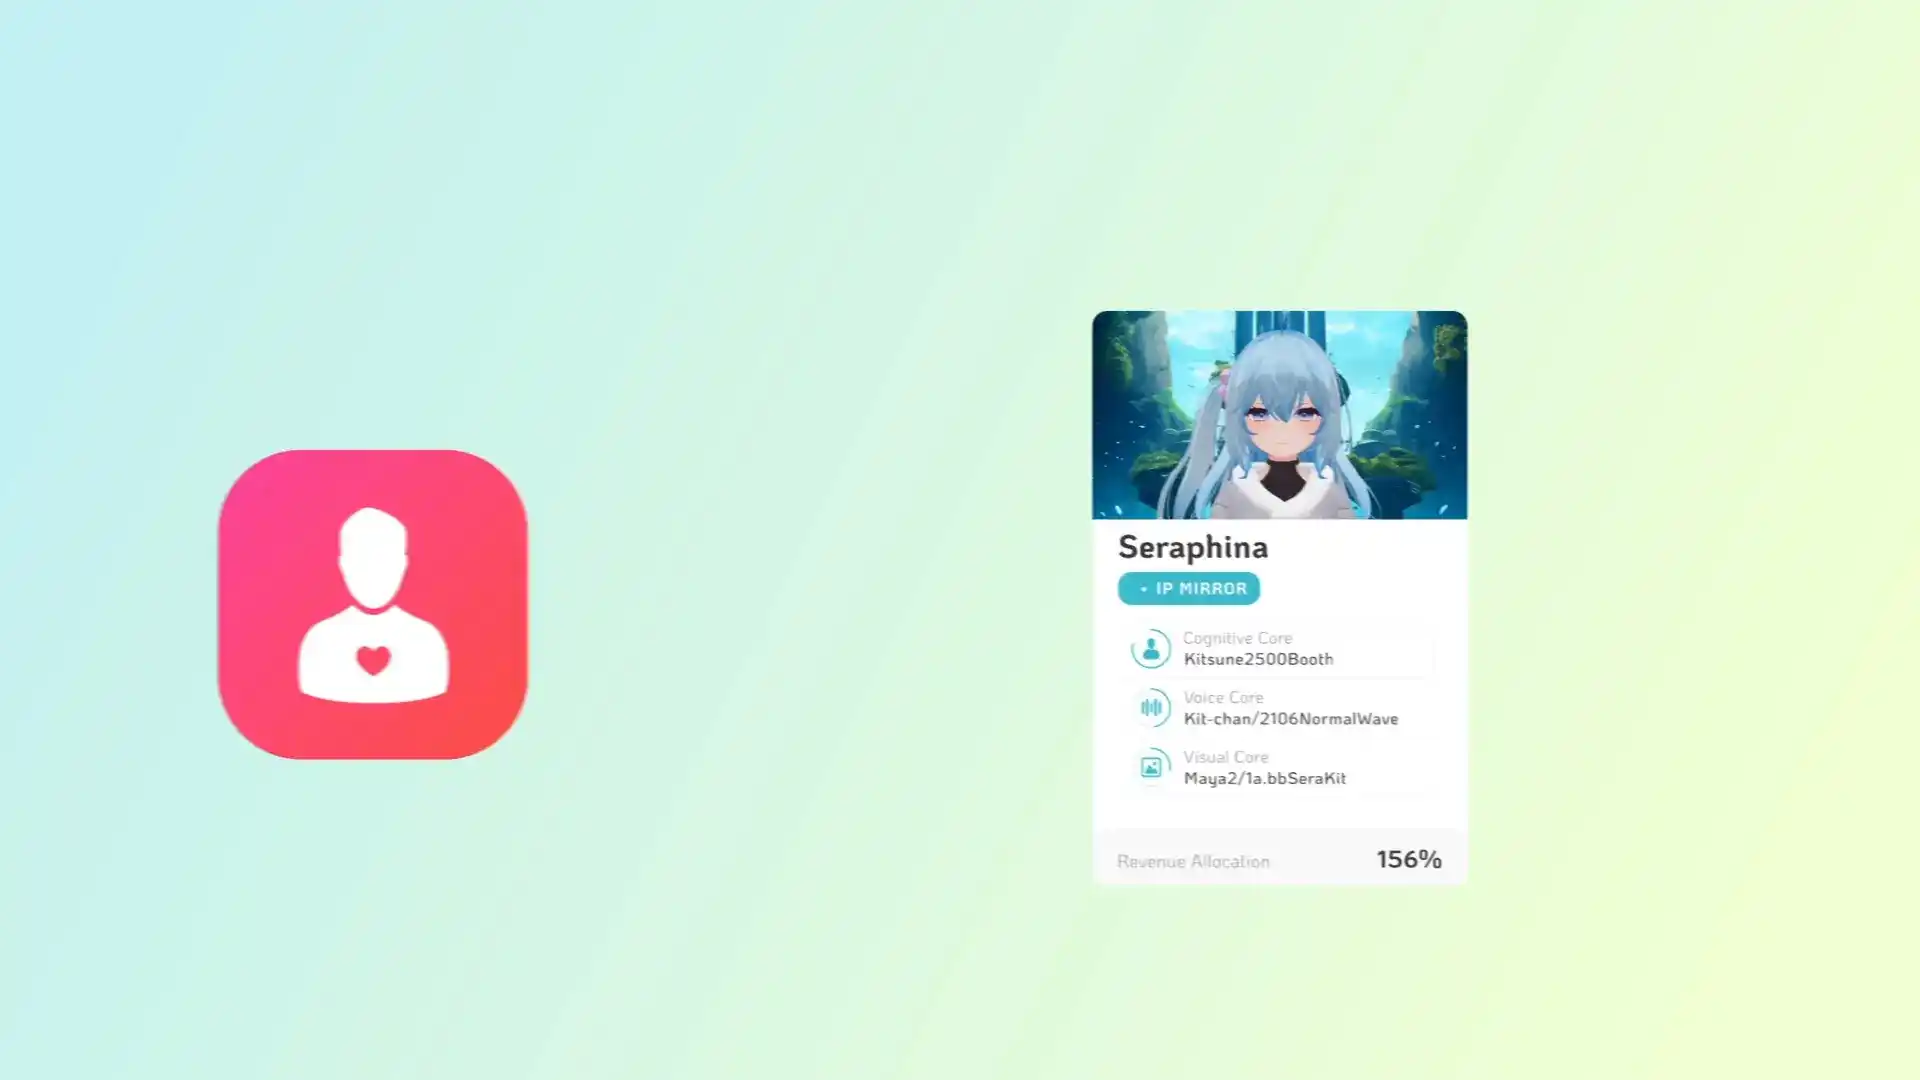 Seraphina
• IP MIRROR
Cognitive Core
Kitsune2500Booth
Voice Core
Kit-chan/2106NormalWave
Visual Core
Maya2/1a.bbSeraKit
Revenue Allocation
156%